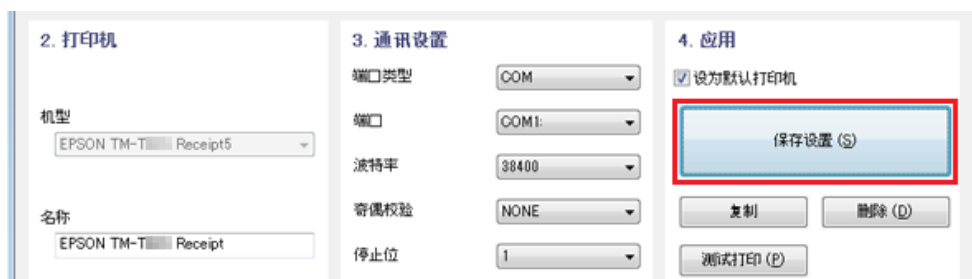 2. 打印机
机型
EPSON TM-T Receipt5
名称
EPSON TM-T Receipt
3. 通讯设置
端口类型 COM
端口 COM1:
波特率 38400
奇偶校验 NONE
停止位 1
4. 应用
设为默认打印机
保存设置 (S)
复制 删除 (D)
测试打印 (P)